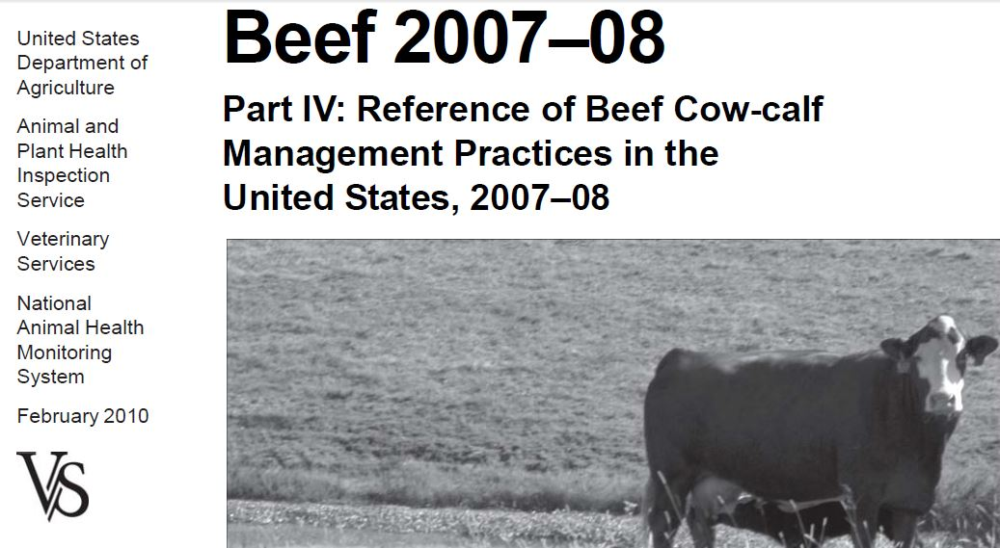 United States
Department of
Agriculture
Animal and
Plant Health
Inspection
Service
Veterinary
Services
National
Animal Health
Monitoring
System
February 2010
VS
Beef 2007–08
Part IV: Reference of Beef Cow-calf
Management Practices in the
United States, 2007–08